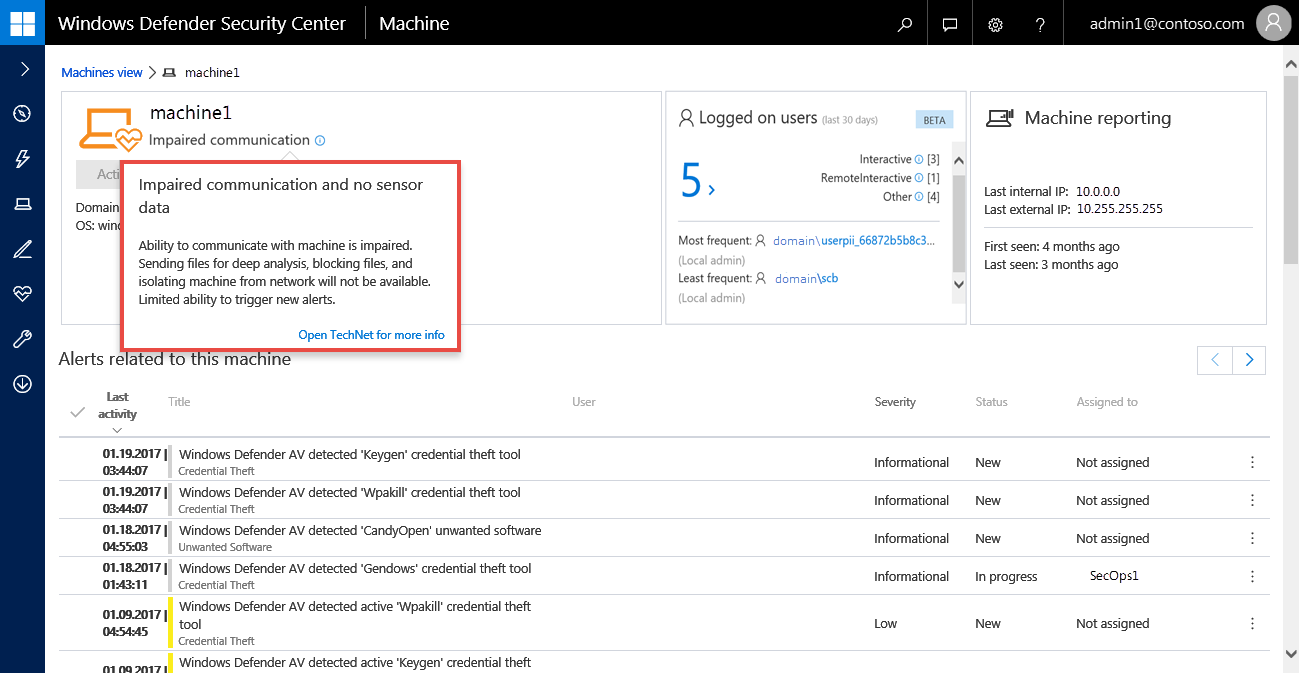 Windows Defender Security Center
Machine
admin1@contoso.com
Machines view
machine1
machine1
Impaired communication
Acti
Domain
OS: wind
Impaired communication and no sensor
data
Ability to communicate with machine is impaired.
Sending files for deep analysis, blocking files, and
isolating machine from network will not be available.
Limited ability to trigger new alerts.
Open TechNet for more info
Logged on users (last 30 days)
BETA
5
Interactive [3]
RemoteInteractive [1]
Other [4]
Most frequent: domain\userpii_66872b5b8c3...
(Local admin)
Least frequent: domain\scb
(Local admin)
Machine reporting
Last internal IP: 10.0.0.0
Last external IP: 10.255.255.255
First seen: 4 months ago
Last seen: 3 months ago
Alerts related to this machine
Last
activity
Title
User
Severity
Status
Assigned to
01.19.2017 |
03:44:07
Windows Defender AV detected 'Keygen' credential theft tool
Credential Theft
Informational
New
Not assigned
01.19.2017 |
03:44:07
Windows Defender AV detected 'Wpakill' credential theft tool
Credential Theft
Informational
New
Not assigned
01.18.2017 |
04:55:03
Windows Defender AV detected 'CandyOpen' unwanted software
Unwanted Software
Informational
New
Not assigned
01.18.2017 |
01:43:11
Windows Defender AV detected 'Gendows' credential theft tool
Credential Theft
Informational
In progress
SecOps1
01.09.2017 |
04:54:45
Windows Defender AV detected active 'Wpakill' credential theft
tool
Credential Theft
Low
New
Not assigned
01.09.2017 |
Windows Defender AV detected active 'Keygen' credential theft